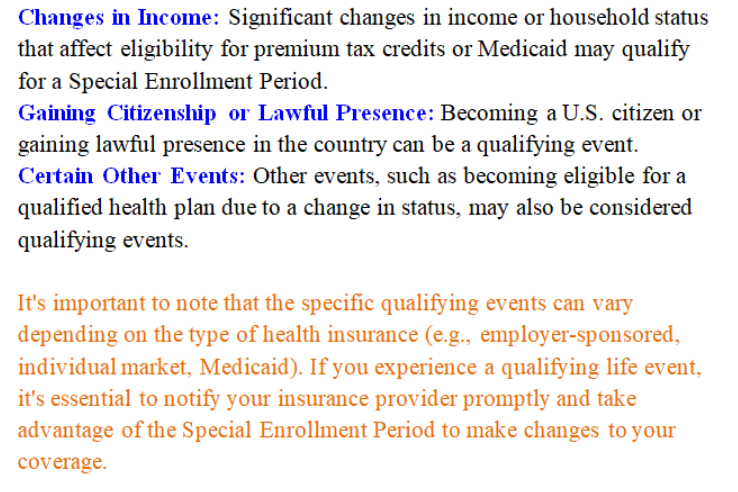 Changes in Income: Significant changes in income or household status
that affect eligibility for premium tax credits or Medicaid may qualify
for a Special Enrollment Period.
Gaining Citizenship or Lawful Presence: Becoming a U.S. citizen or
gaining lawful presence in the country can be a qualifying event.
Certain Other Events: Other events, such as becoming eligible for a
qualified health plan due to a change in status, may also be considered
qualifying events.
It's important to note that the specific qualifying events can vary
depending on the type of health insurance (e.g., employer-sponsored,
individual market, Medicaid). If you experience a qualifying life event,
it's essential to notify your insurance provider promptly and take
advantage of the Special Enrollment Period to make changes to your
coverage.